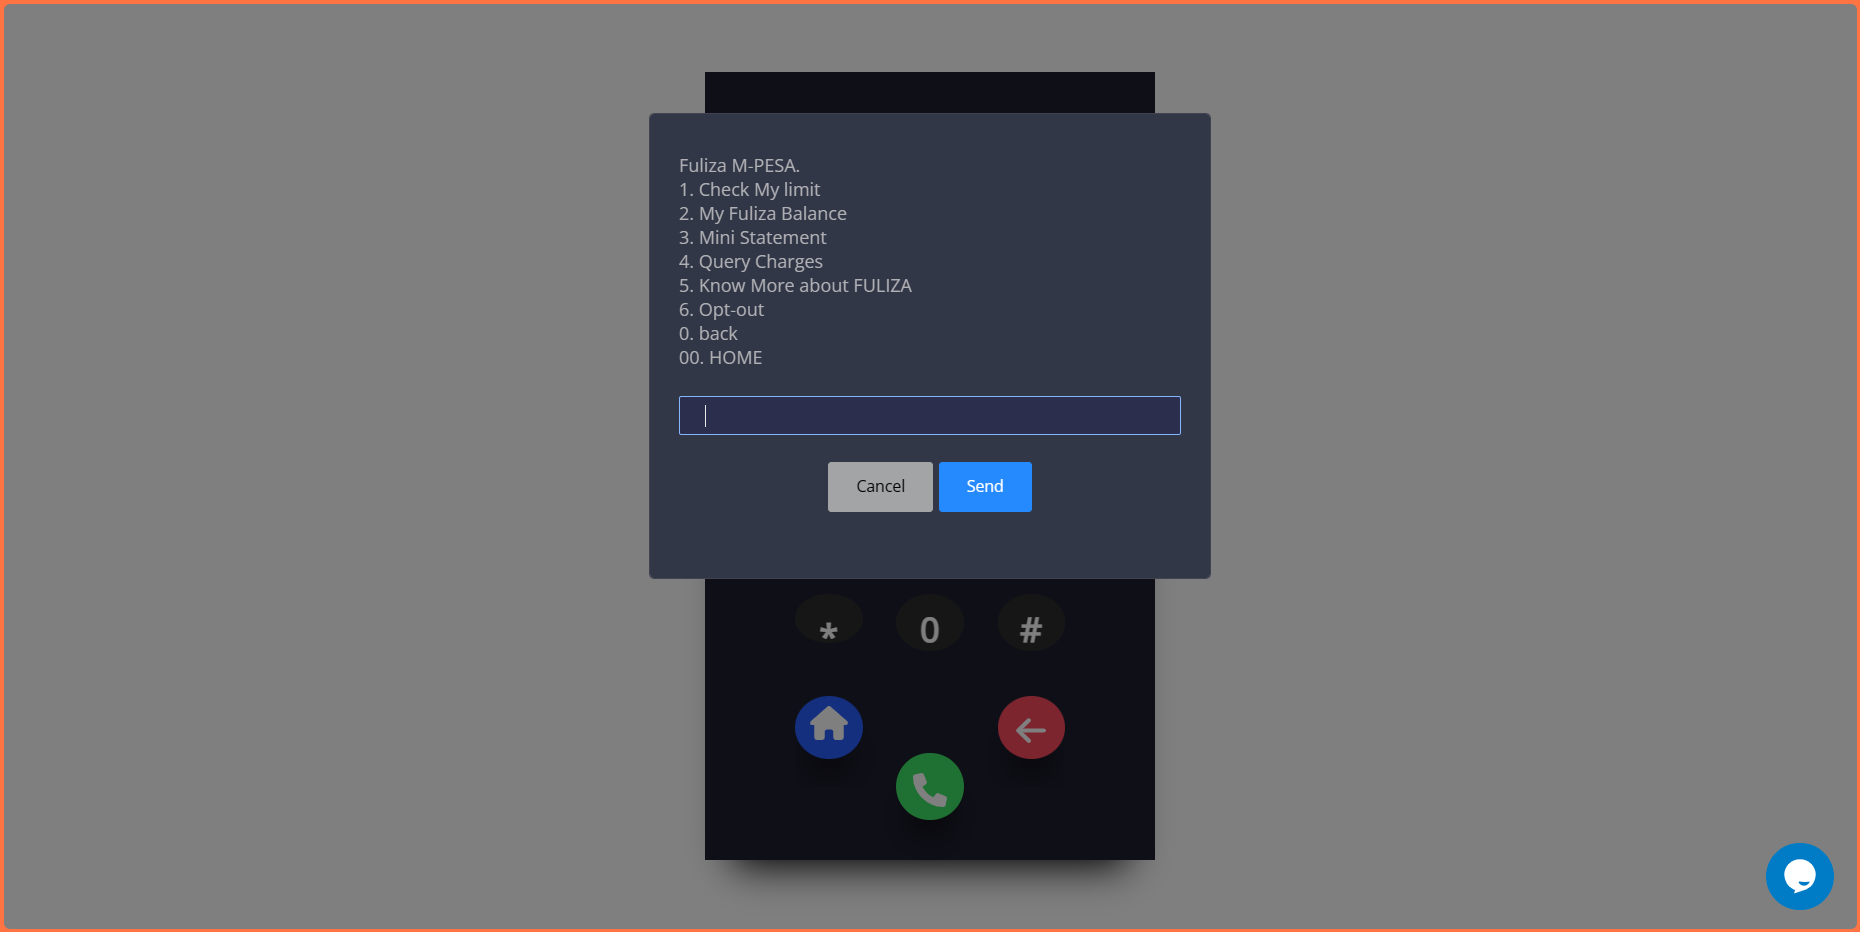 Fuliza M-PESA.
1. Check My limit
2. My Fuliza Balance
3. Mini Statement
4. Query Charges
5. Know More about FULIZA
6. Opt-out
0. back
00. HOME
Cancel Send
* 0 #